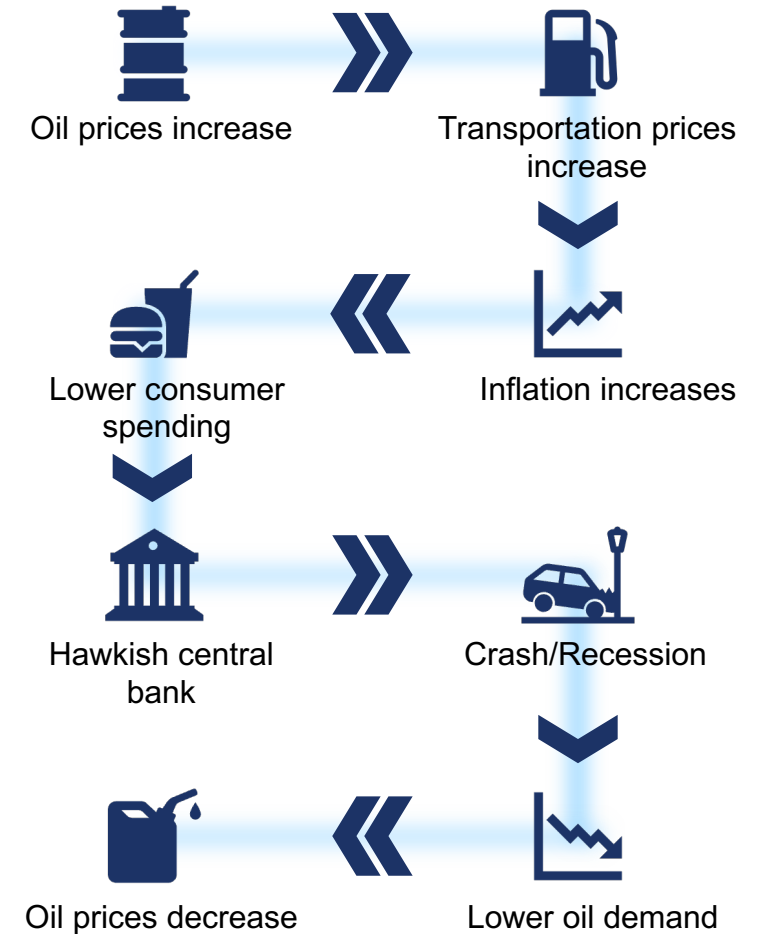 Oil prices increase
Transportation prices
increase
Inflation increases
Lower consumer
spending
Hawkish central
bank
Crash/Recession
Lower oil demand
Oil prices decrease